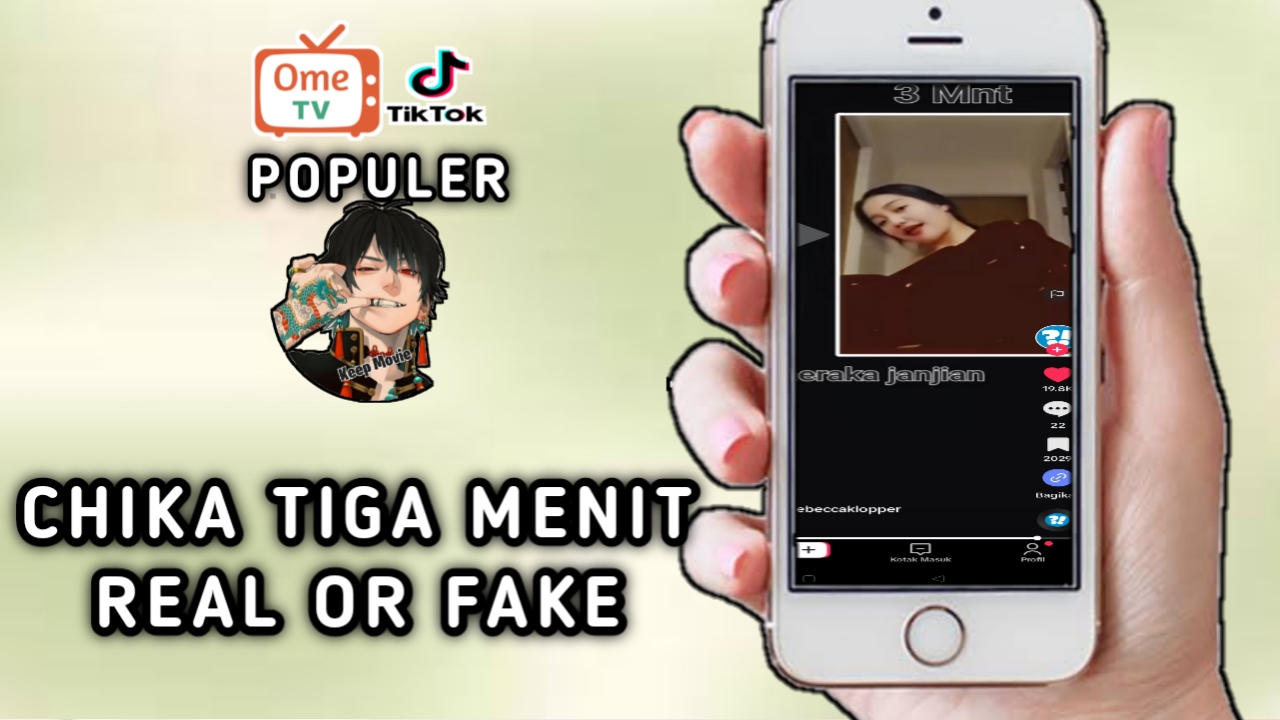 Ome
TV
TikTok
POPULER
Keep Movie
CHIKA TIGA MENIT
REAL OR FAKE
3 Mnt
eraka janjian
19.8K
22
2029
Bagika
ebeccaklopper
Kotak Masuk
Profil